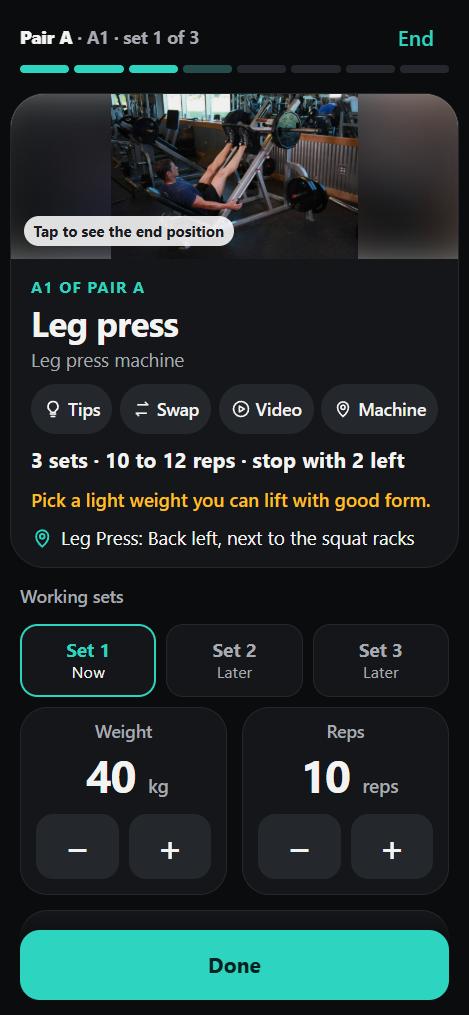 Pair A · A1 · set 1 of 3
End
Tap to see the end position
A1 OF PAIR A
Leg press
Leg press machine
Tips
Swap
Video
Machine
3 sets · 10 to 12 reps · stop with 2 left
Pick a light weight you can lift with good form.
Leg Press: Back left, next to the squat racks
Working sets
Set 1
Now
Set 2
Later
Set 3
Later
Weight
40 kg
− +
Reps
10 reps
− +
Done